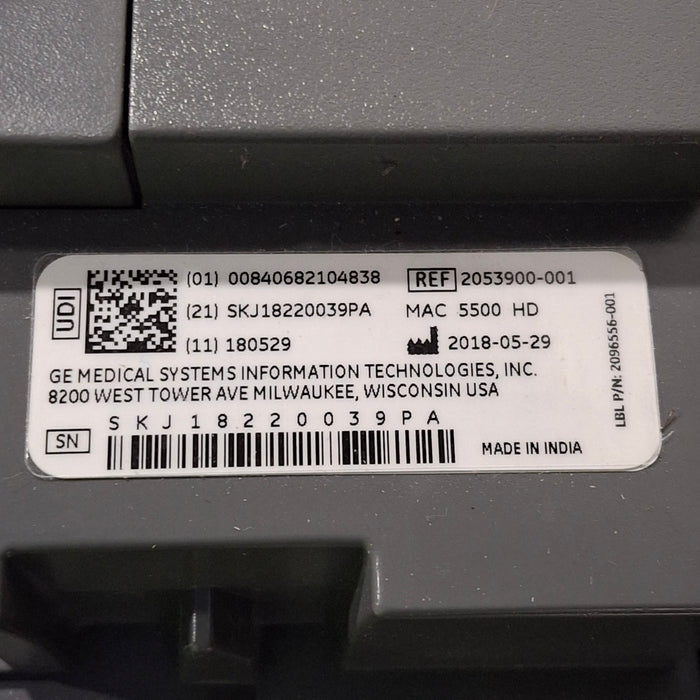 UDI
(01) 00840682104838 REF 2053900-001
(21) SKJ18220039PA MAC 5500 HD
(11) 180529 2018-05-29
GE MEDICAL SYSTEMS INFORMATION TECHNOLOGIES, INC.
8200 WEST TOWER AVE MILWAUKEE, WISCONSIN USA
SKJ18220039PA
SN MADE IN INDIA
LBL P/N: 2096556-001